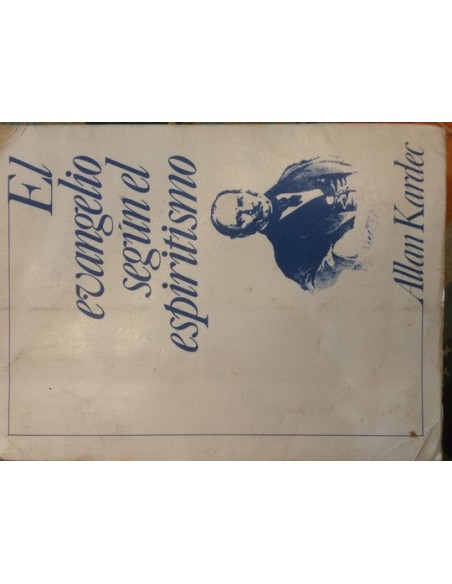 El
evangelio
según el
espiritismo
Allan Kardec